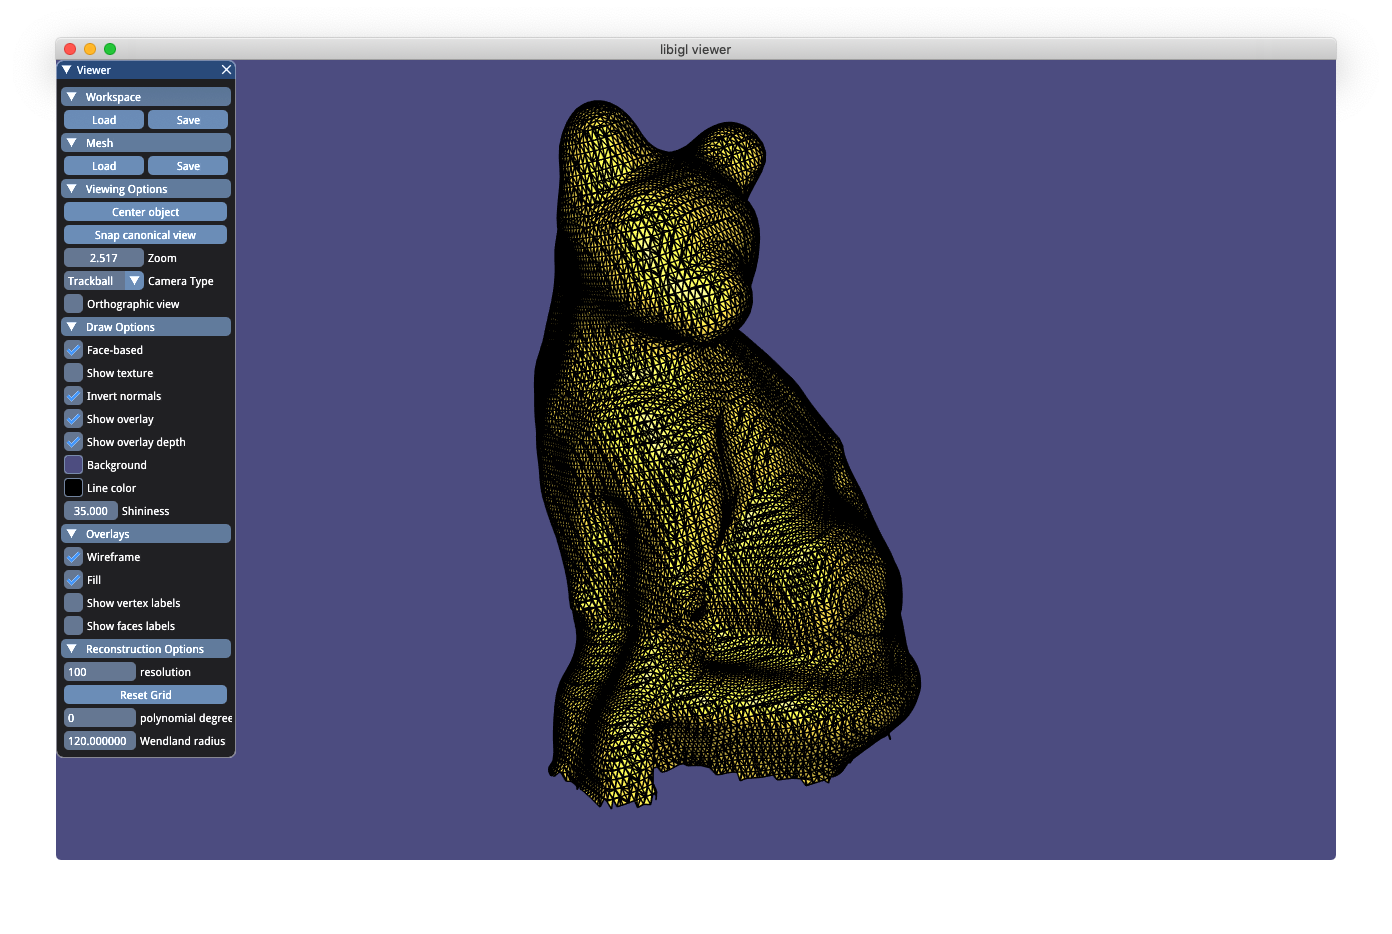 libigl viewer
Viewer
Workspace
Load Save
Mesh
Load Save
Viewing Options
Center object
Snap canonical view
2.517 Zoom
Trackball Camera Type
Orthographic view
Draw Options
Face-based
Show texture
Invert normals
Show overlay
Show overlay depth
Background
Line color
35.000 Shininess
Overlays
Wireframe
Fill
Show vertex labels
Show faces labels
Reconstruction Options
100 resolution
Reset Grid
0 polynomial degree
120.000000 Wendland radius